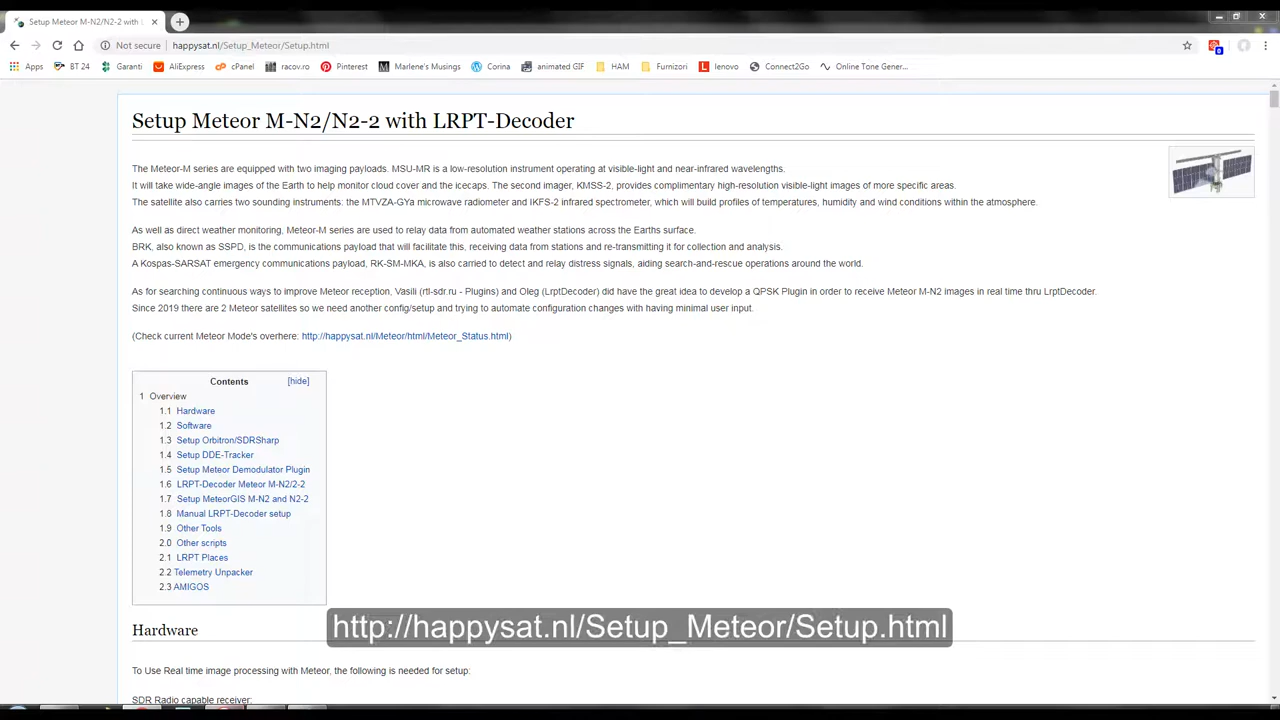 Setup Meteor M-N2/N2-2 with L
Not secure happysat.nl/Setup_Meteor/Setup.html
Apps BT 24 Garanti AliExpress cPanel racov.ro Pinterest Marlene's Musings Corina animated GIF HAM Furnizori lenovo Connect2Go Online Tone Gener...
Setup Meteor M-N2/N2-2 with LRPT-Decoder
The Meteor-M series are equipped with two imaging payloads. MSU-MR is a low-resolution instrument operating at visible-light and near-infrared wavelengths.
It will take wide-angle images of the Earth to help monitor cloud cover and the icecaps. The second imager, KMSS-2, provides complimentary high-resolution visible-light images of more specific areas.
The satellite also carries two sounding instruments: the MTVZA-GYa microwave radiometer and IKFS-2 infrared spectrometer, which will build profiles of temperatures, humidity and wind conditions within the atmosphere.
As well as direct weather monitoring, Meteor-M series are used to relay data from automated weather stations across the Earths surface.
BRK, also known as SSPD, is the communications payload that will facilitate this, receiving data from stations and re-transmitting it for collection and analysis.
A Kospas-SARSAT emergency communications payload, RK-SM-MKA, is also carried to detect and relay distress signals, aiding search-and-rescue operations around the world.
As for searching continuous ways to improve Meteor reception, Vasili (rtl-sdr.ru - Plugins) and Oleg (LrptDecoder) did have the great idea to develop a QPSK Plugin in order to receive Meteor M-N2 images in real time thru LrptDecoder.
Since 2019 there are 2 Meteor satellites so we need another config/setup and trying to automate configuration changes with having minimal user input.
(Check current Meteor Mode's overhere: http://happysat.nl/Meteor/html/Meteor_Status.html)
Contents [hide]
1 Overview
1.1 Hardware
1.2 Software
1.3 Setup Orbitron/SDRSharp
1.4 Setup DDE-Tracker
1.5 Setup Meteor Demodulator Plugin
1.6 LRPT-Decoder Meteor M-N2/2-2
1.7 Setup MeteorGIS M-N2 and N2-2
1.8 Manual LRPT-Decoder setup
1.9 Other Tools
2.0 Other scripts
2.1 LRPT Places
2.2 Telemetry Unpacker
2.3 AMIGOS
http://happysat.nl/Setup_Meteor/Setup.html
Hardware
To Use Real time image processing with Meteor, the following is needed for setup:
SDR Radio capable receiver: